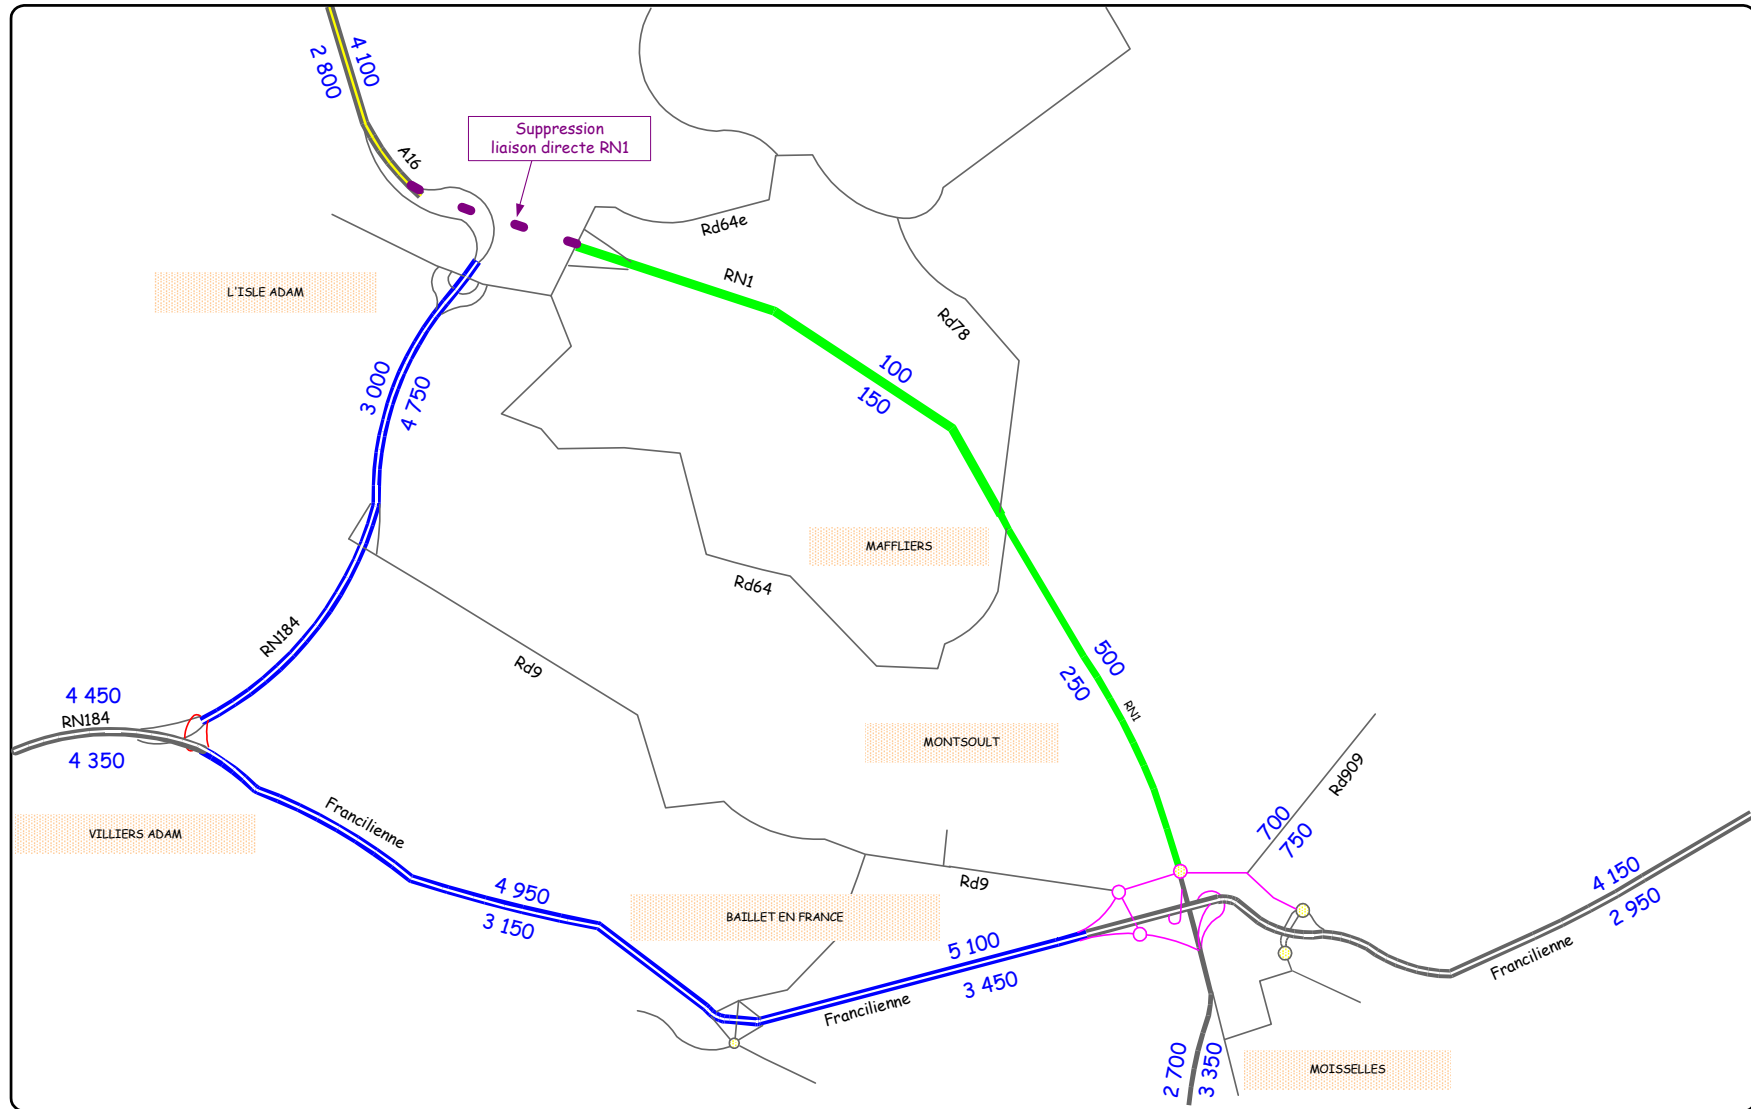 4 100
2 800
A16
Suppression
liaison directe RN1
Rd64e
RN1
L'ISLE ADAM
Rd78
100
150
3 000
4 750
MAFFLIERS
Rd64
RN184
Rd9
500
250
RN1
4 450
RN184
4 350
MONTSOULT
Rd909
700
750
VILLIERS ADAM
Francilienne
4 950
3 150
Rd9
BAILLET EN FRANCE
5 100
3 450
Francilienne
4 150
2 950
Francilienne
2 700
3 350
MOISSELLES